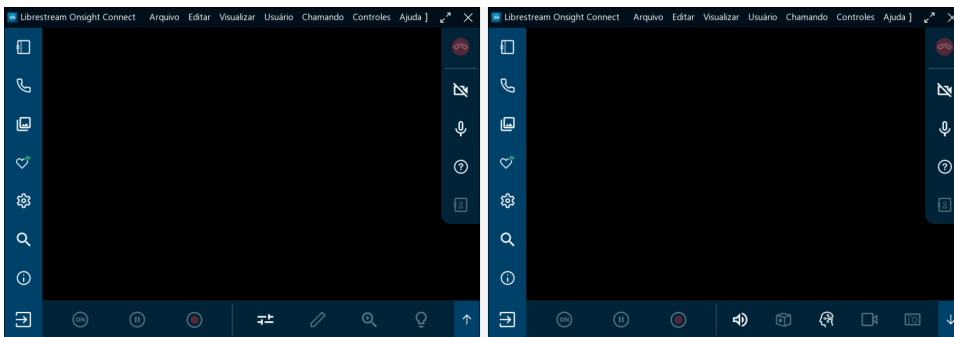 Librestream Onsight Connect Arquivo Editar Visualizar Usuário Chamando Controles Ajuda ]
ON
Librestream Onsight Connect Arquivo Editar Visualizar Usuário Chamando Controles Ajuda ]
ON